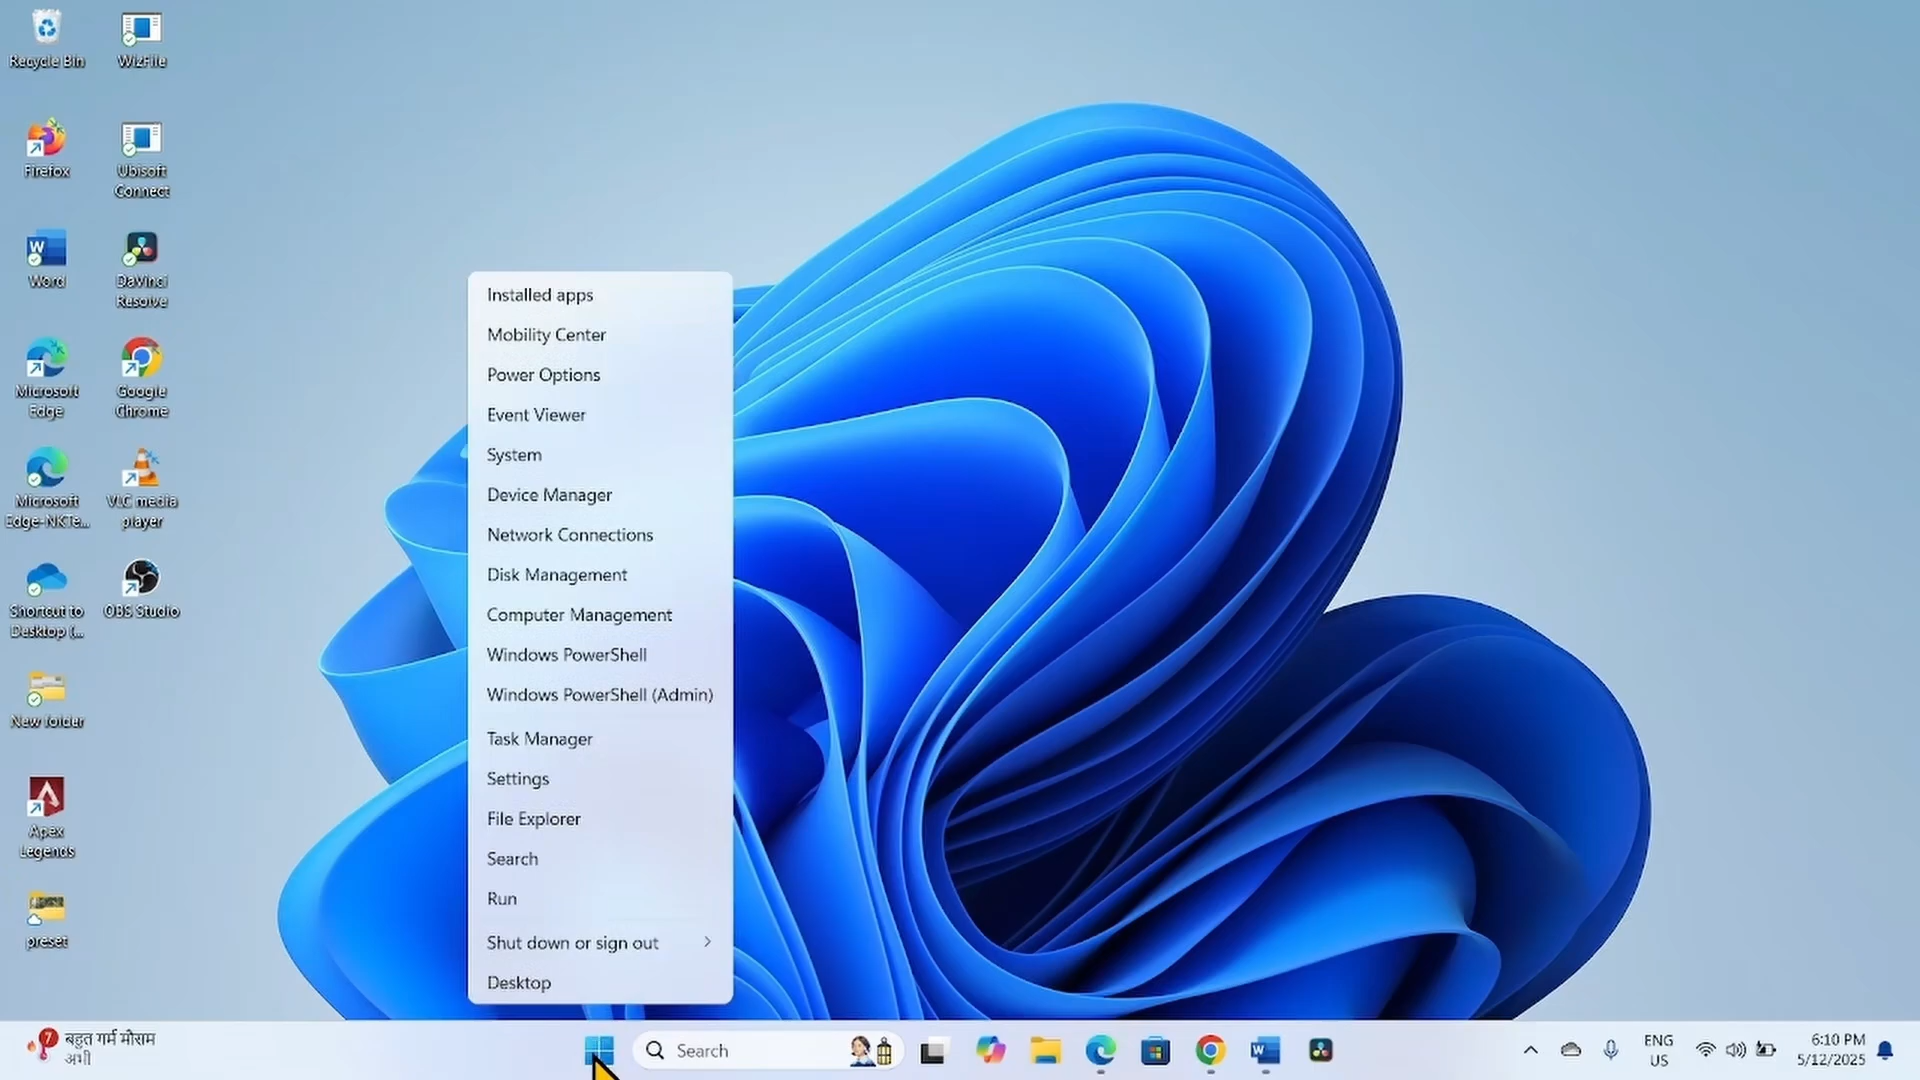 Recycle Bin
WizFile
Firefox
Ubisoft
Connect
Word
DaVinci
Resolve
Microsoft
Edge
Google
Chrome
Microsoft
Edge-NKTe...
VLC media
player
Shortcut to
Desktop (...
OBS Studio
New folder
Apex
Legends
preset
Installed apps
Mobility Center
Power Options
Event Viewer
System
Device Manager
Network Connections
Disk Management
Computer Management
Windows PowerShell
Windows PowerShell (Admin)
Task Manager
Settings
File Explorer
Search
Run
Shut down or sign out
Desktop
7
बहुत गर्म मौसम
अभी
Search
ENG
US
6:10 PM
5/12/2025